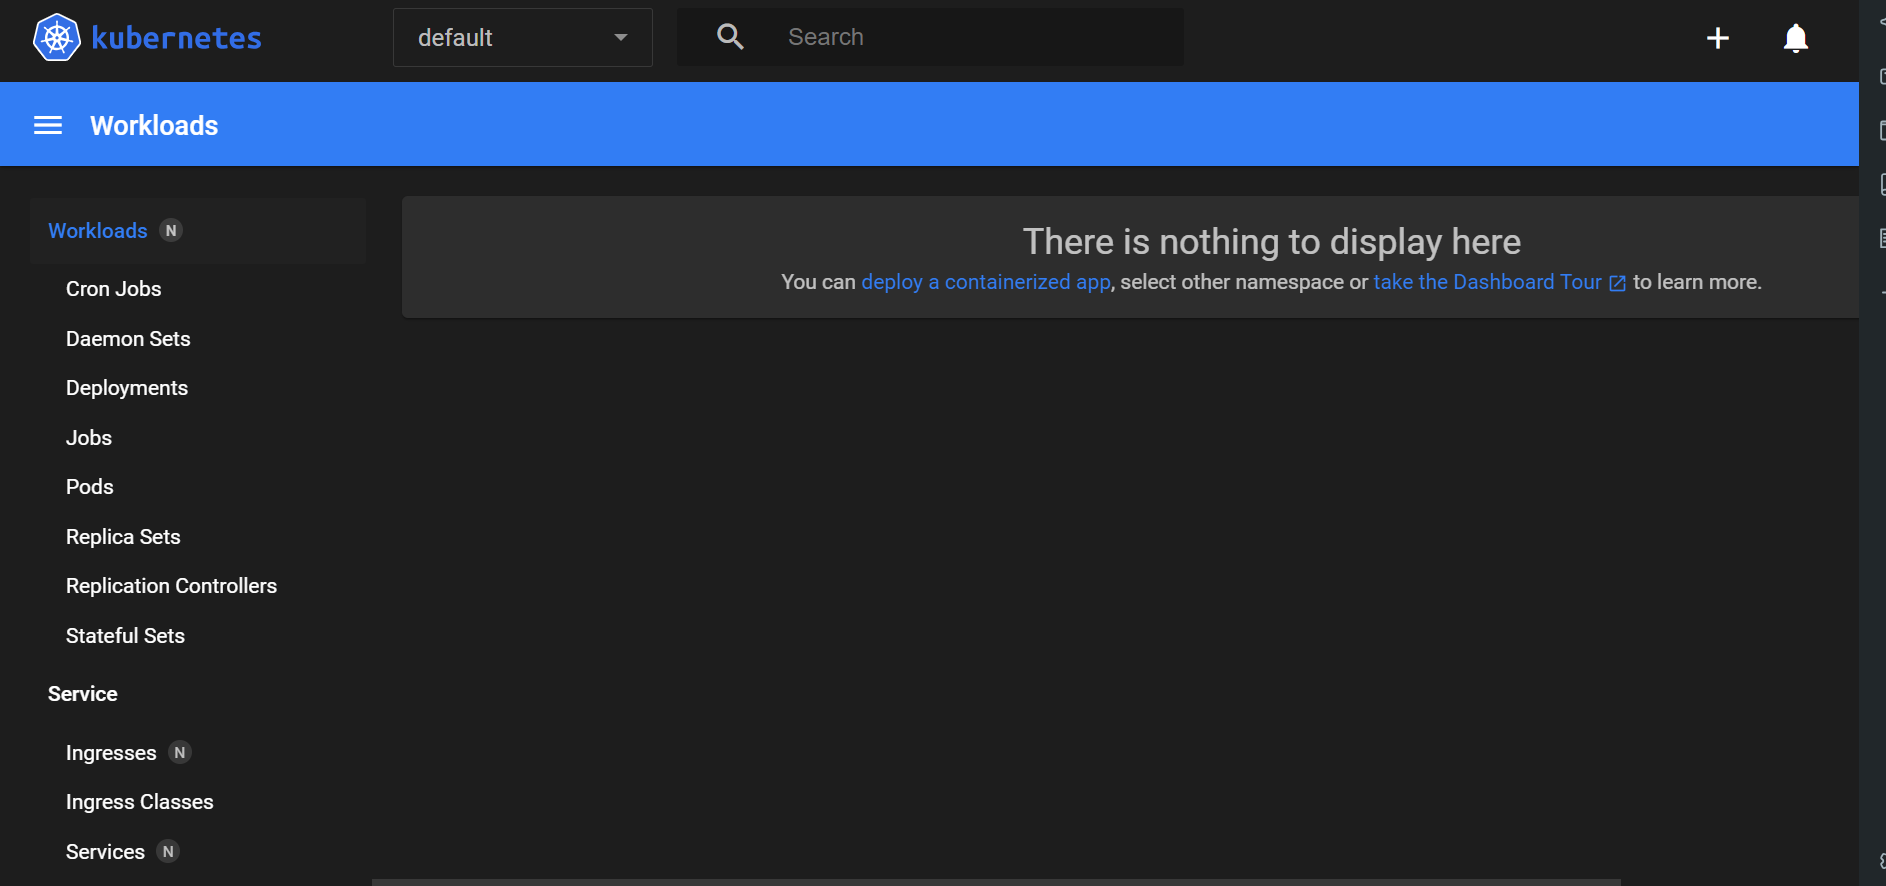 kubernetes
default
Search
Workloads
Workloads N
There is nothing to display here
You can deploy a containerized app, select other namespace or take the Dashboard Tour to learn more.
Cron Jobs
Daemon Sets
Deployments
Jobs
Pods
Replica Sets
Replication Controllers
Stateful Sets
Service
Ingresses N
Ingress Classes
Services N